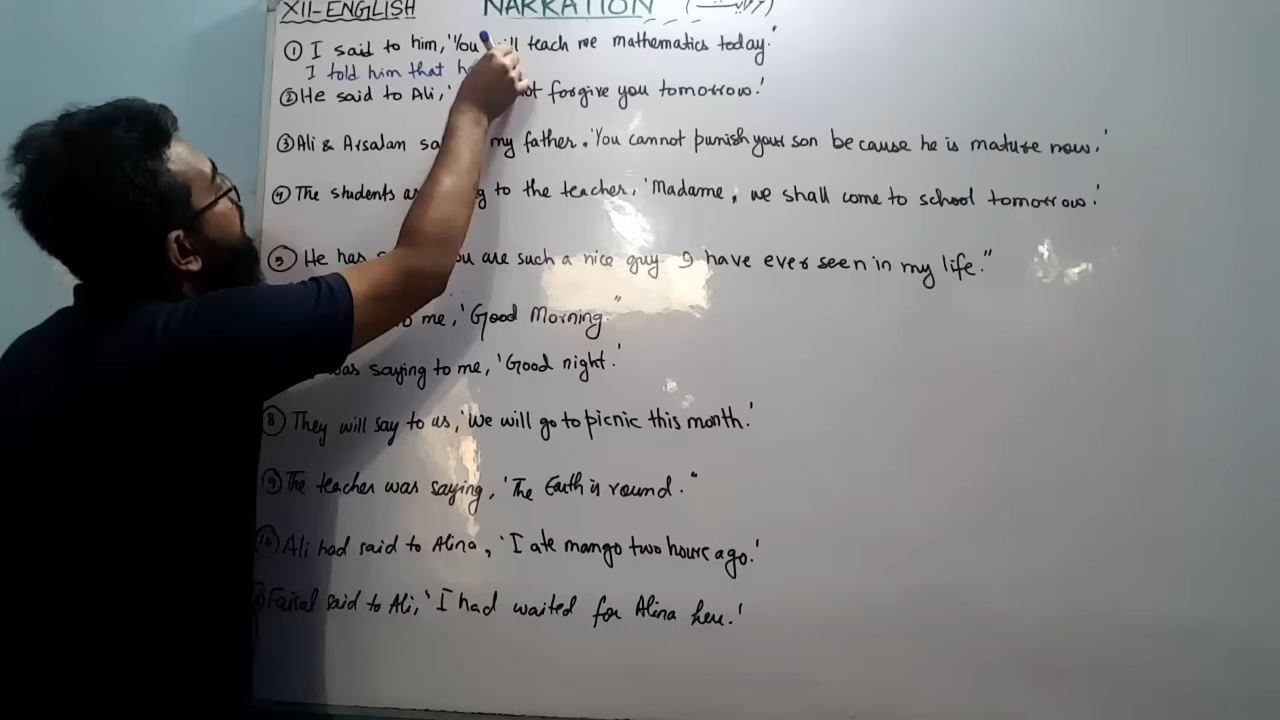 XII-ENGLISH NARRATION
① I said to him, 'You will teach me mathematics today.'
I told him that h
② He said to Ali, ' not forgive you tomorrow.'
③ Ali & Arsalan sa my father, 'You cannot punish your son because he is mature now.'
④ The students a g to the teacher, 'Madame, we shall come to school tomorrow.'
⑤ He has ou are such a nice guy I have ever seen in my life."
to me, 'Good Morning"
was saying to me, 'Good night.'
⑧ They will say to us, 'We will go to picnic this month.'
⑨ The teacher was saying, 'The Earth is round."
⑩ Ali had said to Alina, 'I ate mango two hours ago.'
Faisal said to Ali, 'I had waited for Alina here.'